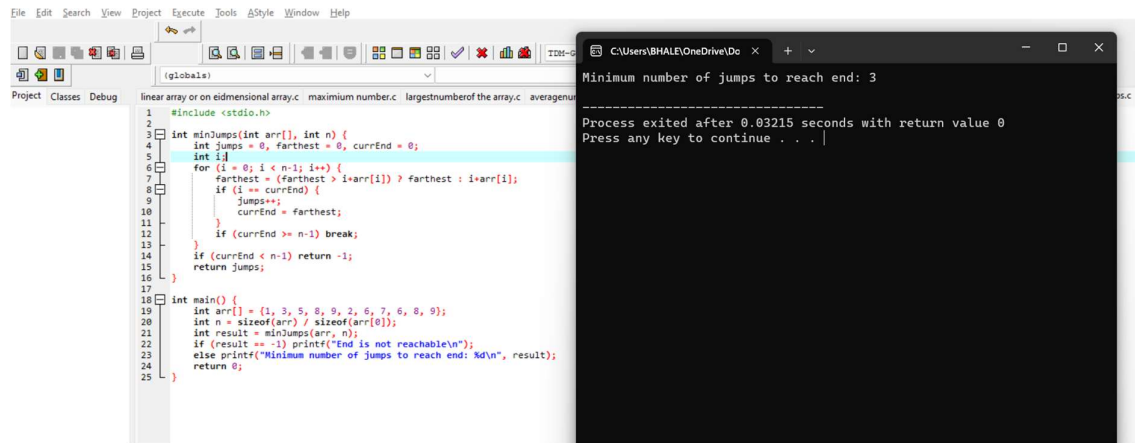 File Edit Search View Project Execute Tools AStyle Window Help
TDM-G
(globals)
Project Classes Debug
linear array or on eidmensional array.c maximium number.c largestnumberof the array.c averagenu
ps.c
1 #include <stdio.h>
2
3 int minJumps(int arr[], int n) {
4 int jumps = 0, farthest = 0, currEnd = 0;
5 int i;
6 for (i = 0; i < n-1; i++) {
7 farthest = (farthest > i+arr[i]) ? farthest : i+arr[i];
8 if (i == currEnd) {
9 jumps++;
10 currEnd = farthest;
11 }
12 if (currEnd >= n-1) break;
13 }
14 if (currEnd < n-1) return -1;
15 return jumps;
16 }
17
18 int main() {
19 int arr[] = {1, 3, 5, 8, 9, 2, 6, 7, 6, 8, 9};
20 int n = sizeof(arr) / sizeof(arr[0]);
21 int result = minJumps(arr, n);
22 if (result == -1) printf("End is not reachable\n");
23 else printf("Minimum number of jumps to reach end: %d\n", result);
24 return 0;
25 }
C:\Users\BHALE\OneDrive\Do
Minimum number of jumps to reach end: 3
--------------------------------
Process exited after 0.03215 seconds with return value 0
Press any key to continue . . .